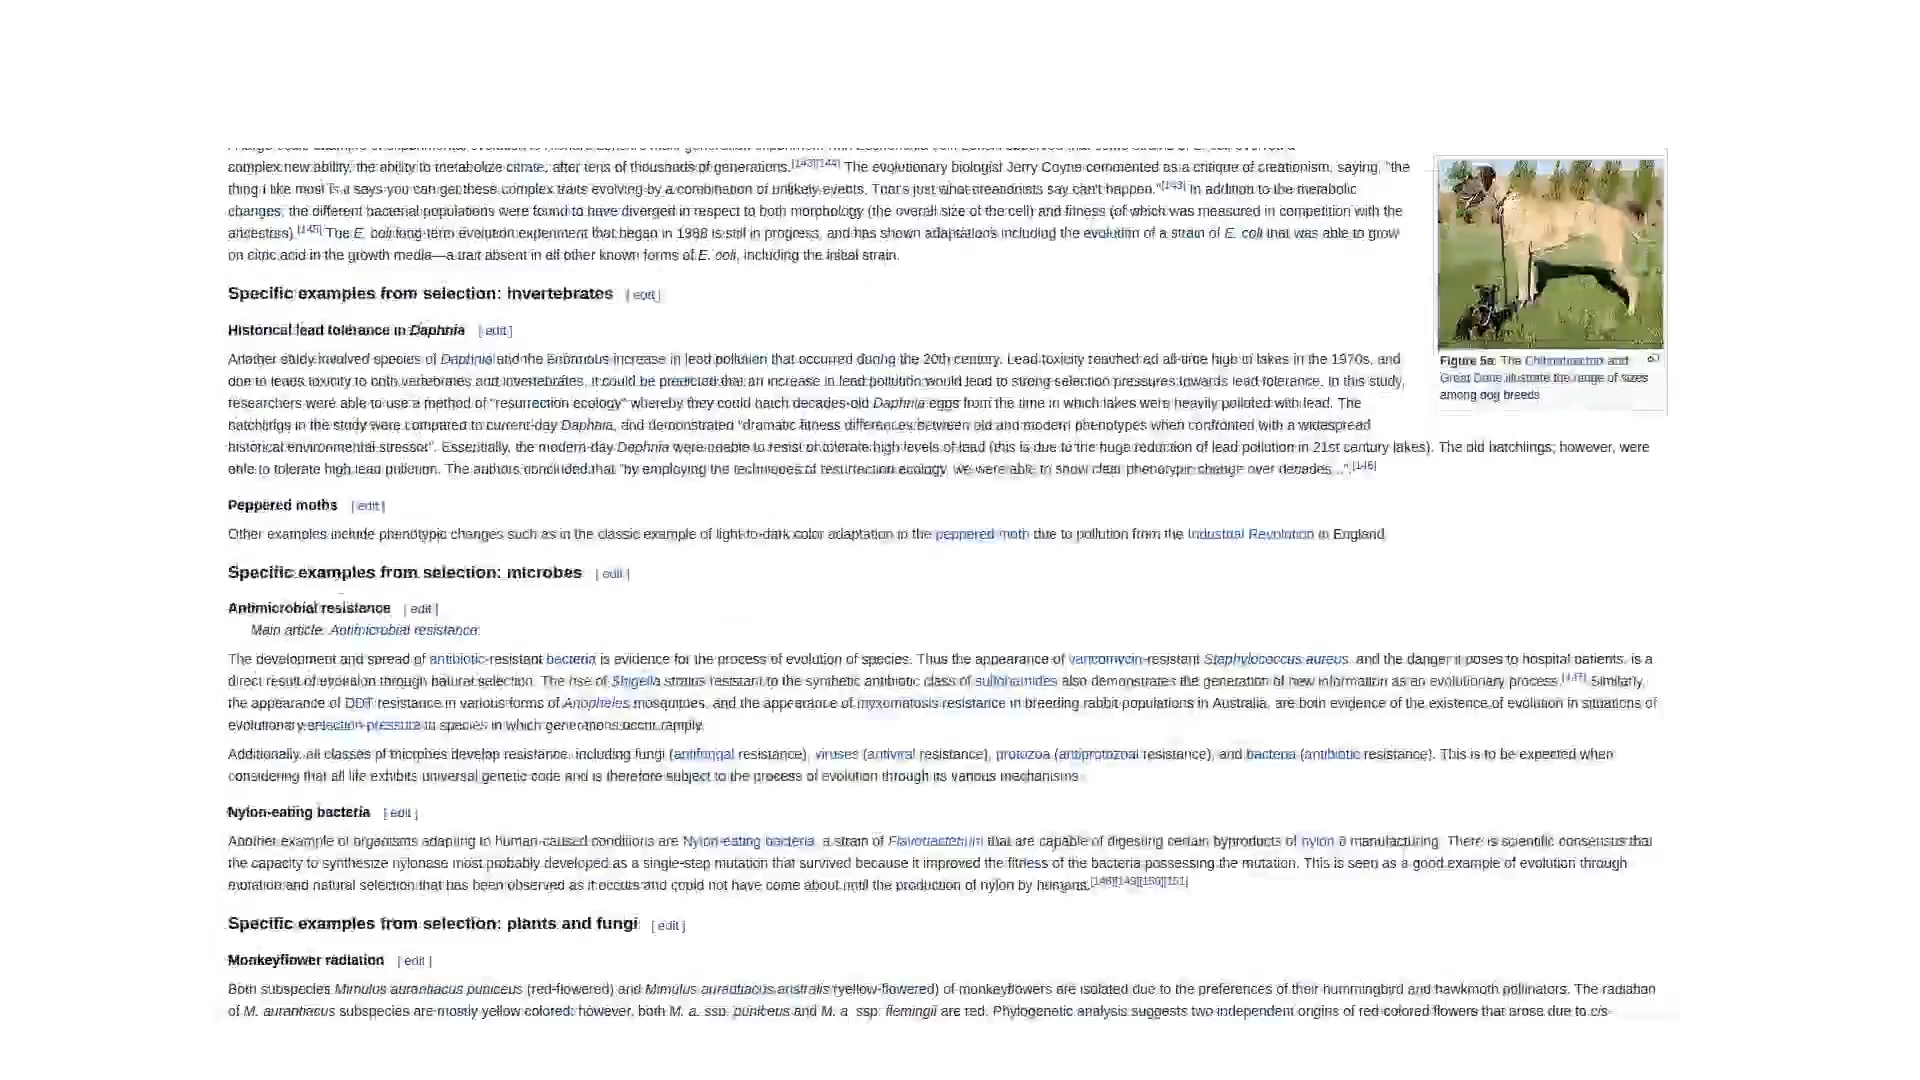 complex new ability, the ability to metabolize citrate, after tens of thousands of generations.[143][144] The evolutionary biologist Jerry Coyne commented as a critique of creationism, saying, "the
thing I like most is it says you can get these complex traits evolving by a combination of unlikely events. That's just what creationists say can't happen."[143] In addition to the metabolic
changes, the different bacterial populations were found to have diverged in respect to both morphology (the overall size of the cell) and fitness (of which was measured in competition with the
ancestors).[145] The E. coli long-term evolution experiment that began in 1988 is still in progress, and has shown adaptations including the evolution of a strain of E. coli that was able to grow
on citric acid in the growth media—a trait absent in all other known forms of E. coli, including the initial strain.
Specific examples from selection: invertebrates [edit]
Historical lead tolerance in Daphnia [edit]
Another study involved species of Daphnia and the enormous increase in lead pollution that occurred during the 20th century. Lead toxicity reached all-time high in lakes in the 1970s, and
due to leads toxicity to both vertebrates and invertebrates, it could be predicted that an increase in lead pollution would lead to strong selection pressures towards lead tolerance. In this study,
researchers were able to use a method of "resurrection ecology" whereby they could hatch decades-old Daphnia eggs from the time in which lakes were heavily polluted with lead. The
hatchlings in the study were compared to current-day Daphnia, and demonstrated "dramatic fitness differences between old and modern phenotypes when confronted with a widespread
historical environmental stressor". Essentially, the modern-day Daphnia were unable to resist or tolerate high levels of lead (this is due to the huge reduction of lead pollution in 21st century lakes). The old hatchlings, however, were
able to tolerate high lead pollution. The authors concluded that "by employing the techniques of resurrection ecology, we were able to show clear phenotypic change over decades...".[146]
Figure 5a: The Chihuahua mix and
Great Dane illustrate the range of sizes
among dog breeds
Peppered moths [edit]
Other examples include phenotypic changes such as in the classic example of light-to-dark color adaptation in the peppered moth due to pollution from the Industrial Revolution in England.
Specific examples from selection: microbes [edit]
Antimicrobial resistance [edit]
Main article: Antimicrobial resistance
The development and spread of antibiotic-resistant bacteria is evidence for the process of evolution of species. Thus the appearance of vancomycin-resistant Staphylococcus aureus, and the danger it poses to hospital patients, is a
direct result of evolution through natural selection. The rise of Shigella strains resistant to the synthetic antibiotic class of sulfonamides also demonstrates the generation of new information as an evolutionary process.[147] Similarly,
the appearance of DDT resistance in various forms of Anopheles mosquitoes, and the appearance of myxomatosis resistance in breeding rabbit populations in Australia, are both evidence of the existence of evolution in situations of
evolutionary selection pressure in species in which generations occur rapidly.
Additionally, all classes of microbes develop resistance, including fungi (antifungal resistance), viruses (antiviral resistance), protozoa (antiprotozoal resistance), and bacteria (antibiotic resistance). This is to be expected when
considering that all life exhibits universal genetic code and is therefore subject to the process of evolution through its various mechanisms.
Nylon-eating bacteria [edit]
Another example of organisms adapting to human-caused conditions are Nylon-eating bacteria, a strain of Flavobacterium that are capable of digesting certain byproducts of nylon 6 manufacturing. There is scientific consensus that
the capacity to synthesize nylonase most probably developed as a single-step mutation that survived because it improved the fitness of the bacteria possessing the mutation. This is seen as a good example of evolution through
mutation and natural selection that has been observed as it occurs and could not have come about until the production of nylon by humans.[148][149][150][151]
Specific examples from selection: plants and fungi [edit]
Monkeyflower radiation [edit]
Both subspecies Mimulus aurantiacus puniceus (red-flowered) and Mimulus aurantiacus australis (yellow-flowered) of monkeyflowers are isolated due to the preferences of their hummingbird and hawkmoth pollinators. The radiation
of M. aurantiacus subspecies are mostly yellow colored; however, both M. a. ssp. puniceus and M. a. ssp. flemingii are red. Phylogenetic analysis suggests two independent origins of red-colored flowers that arose due to cis-